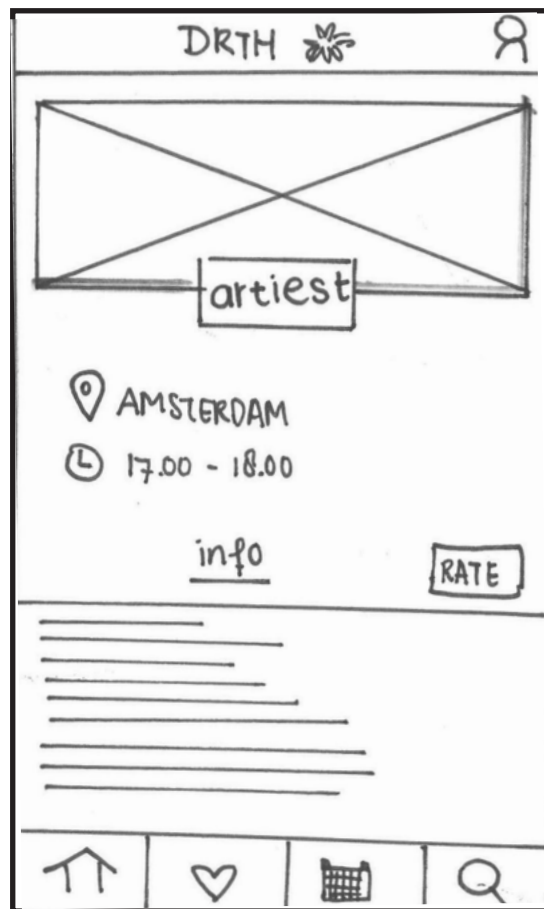 DRTH
artiest
AMSTERDAM
17.00 - 18.00
info
RATE